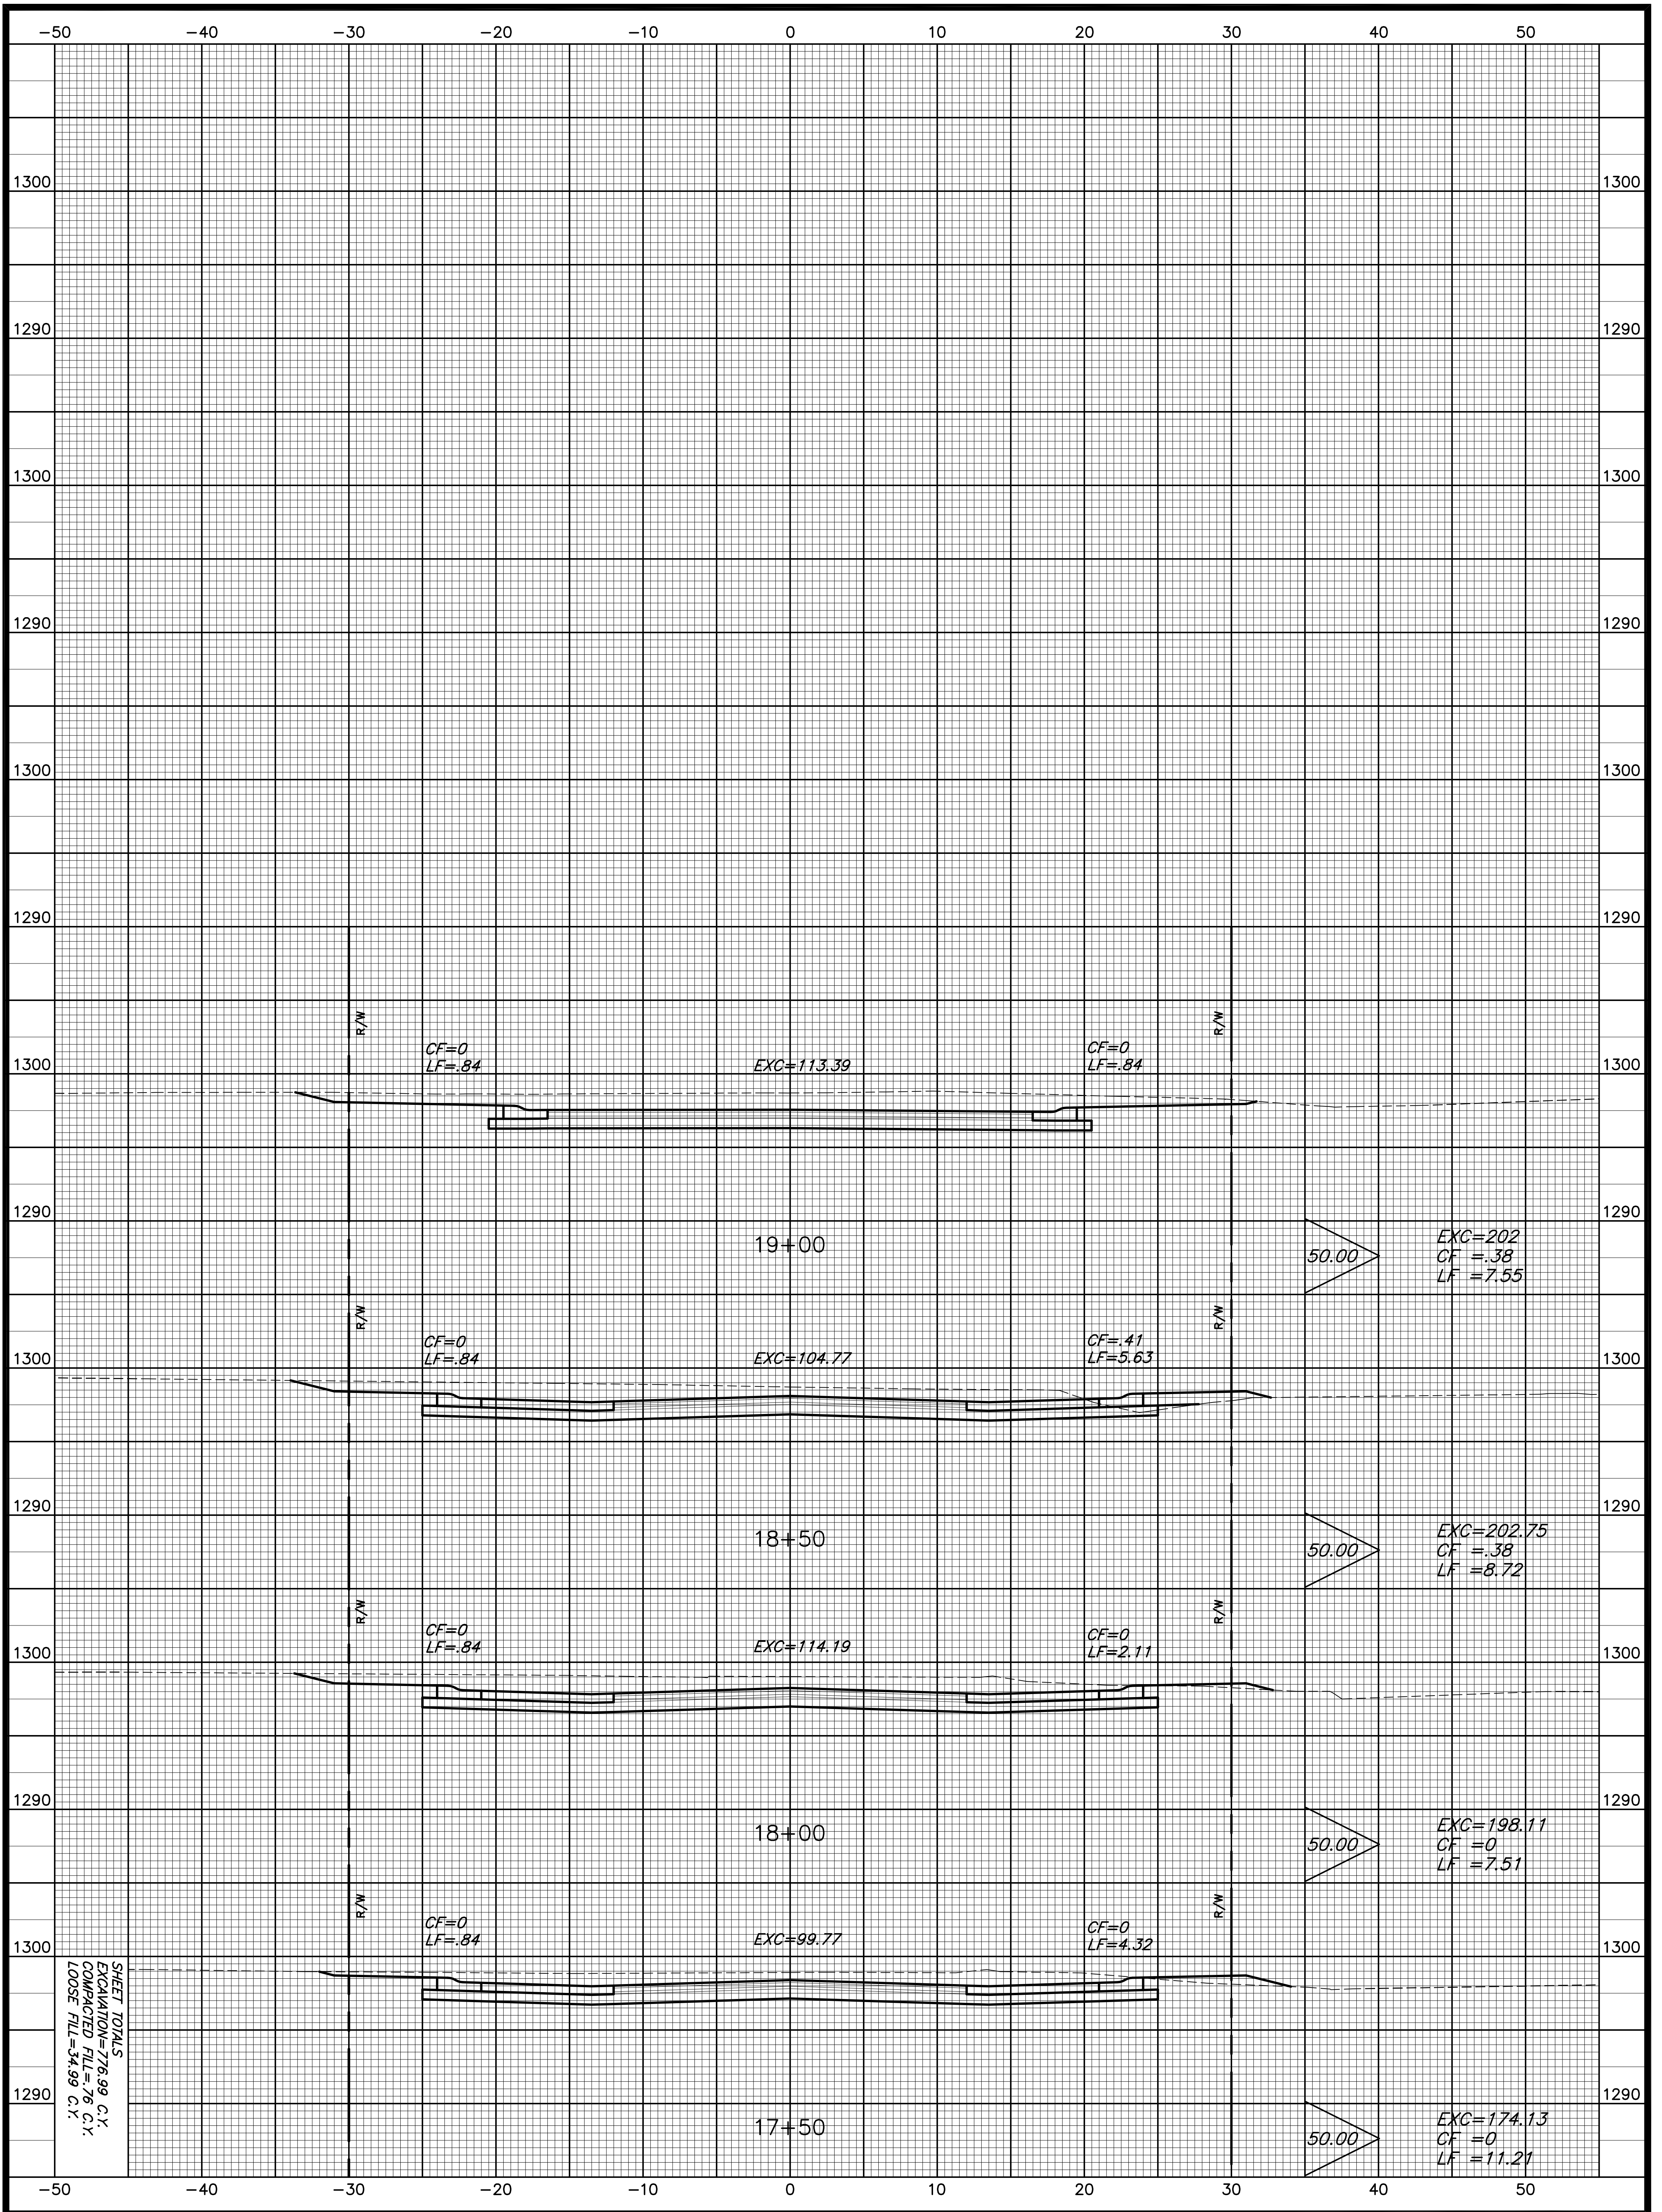 -50 -40 -30 -20 -10 0 10 20 30 40 50
1300 1300
1290 1290
1300 1300
1290 1290
1300 1300
1290 1290
R/W R/W
CF=0 CF=0
LF=.84 EXC=113.39 LF=.84
1300 1300
1290 1290
19+00
50.00
EXC=202
CF =.38
LF =7.55
R/W R/W
CF=0 CF=.41
LF=.84 EXC=104.77 LF=5.63
1300 1300
1290 1290
18+50
50.00
EXC=202.75
CF =.38
LF =8.72
R/W R/W
CF=0 CF=0
LF=.84 EXC=114.19 LF=2.11
1300 1300
1290 1290
18+00
50.00
EXC=198.11
CF =0
LF =7.51
R/W R/W
CF=0 CF=0
LF=.84 EXC=99.77 LF=4.32
1300 1300
SHEET TOTALS
EXCAVATION=776.99 C.Y.
COMPACTED FILL=.76 C.Y.
LOOSE FILL=34.99 C.Y.
1290 1290
17+50
50.00
EXC=174.13
CF =0
LF =11.21
-50 -40 -30 -20 -10 0 10 20 30 40 50